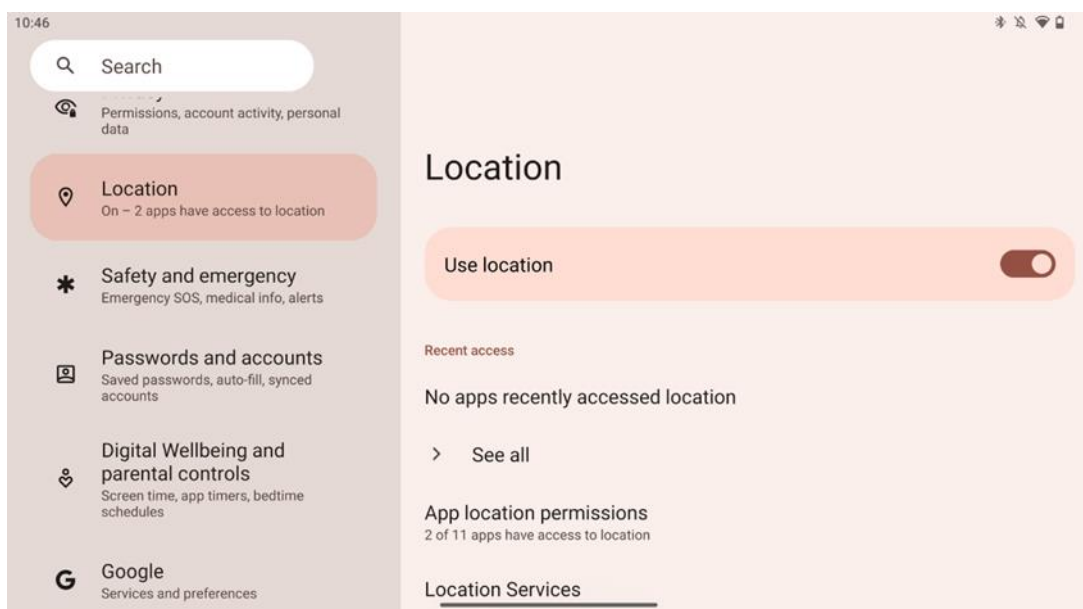 10:46
Search
Permissions, account activity, personal
data
Location
On – 2 apps have access to location
Safety and emergency
Emergency SOS, medical info, alerts
Passwords and accounts
Saved passwords, auto-fill, synced
accounts
Digital Wellbeing and
parental controls
Screen time, app timers, bedtime
schedules
Google
Services and preferences
Location
Use location
Recent access
No apps recently accessed location
See all
App location permissions
2 of 11 apps have access to location
Location Services